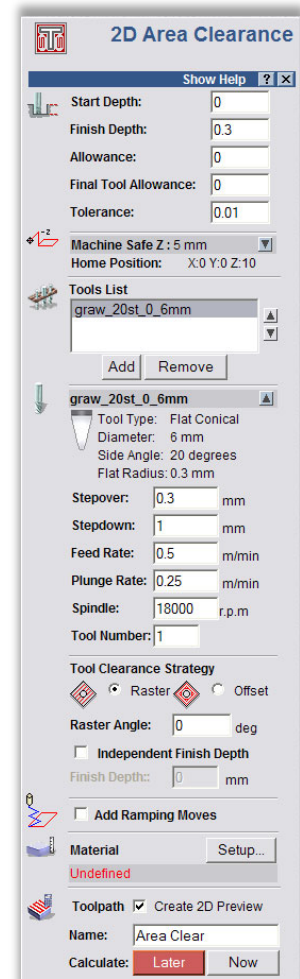 2D Area Clearance
Show Help ? X
Start Depth: 0
Finish Depth: 0.3
Allowance: 0
Final Tool Allowance: 0
Tolerance: 0.01
Machine Safe Z : 5 mm
Home Position: X:0 Y:0 Z:10
Tools List
graw_20st_0_6mm
Add Remove
graw_20st_0_6mm
Tool Type: Flat Conical
Diameter: 6 mm
Side Angle: 20 degrees
Flat Radius: 0.3 mm
Stepover: 0.3 mm
Stepdown: 1 mm
Feed Rate: 0.5 m/min
Plunge Rate: 0.25 m/min
Spindle: 18000 r.p.m
Tool Number: 1
Tool Clearance Strategy
Raster Offset
Raster Angle: 0 deg
Independent Finish Depth
Finish Depth:: 0 mm
Add Ramping Moves
Material Setup...
Undefined
Toolpath Create 2D Preview
Name: Area Clear
Calculate: Later Now